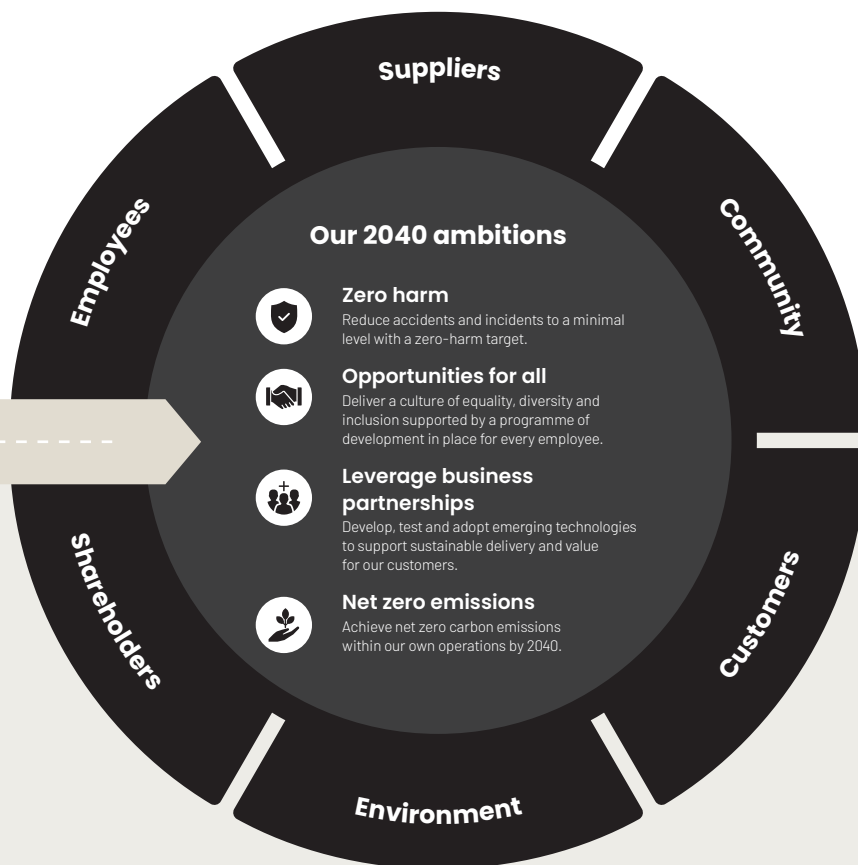 Suppliers
Employees
Community
Our 2040 ambitions
Zero harm
Reduce accidents and incidents to a minimal
level with a zero-harm target.
Opportunities for all
Deliver a culture of equality, diversity and
inclusion supported by a programme of
development in place for every employee.
Leverage business
partnerships
Develop, test and adopt emerging technologies
to support sustainable delivery and value
for our customers.
Net zero emissions
Achieve net zero carbon emissions
within our own operations by 2040.
Shareholders
Customers
Environment